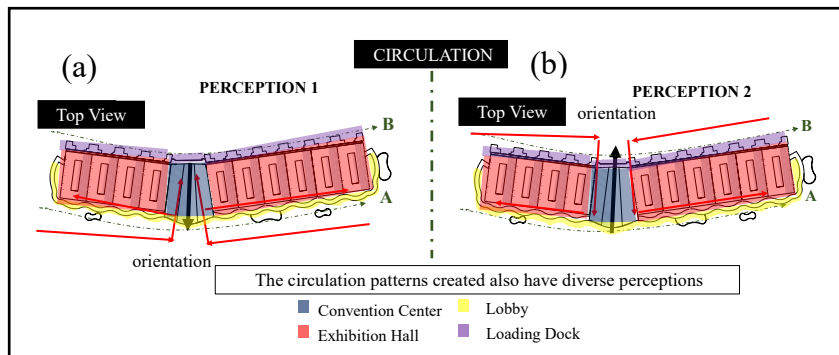 CIRCULATION
(a)
PERCEPTION 1
Top View
B
A
orientation
(b)
PERCEPTION 2
Top View
orientation
B
A
The circulation patterns created also have diverse perceptions
Convention Center
Lobby
Exhibition Hall
Loading Dock